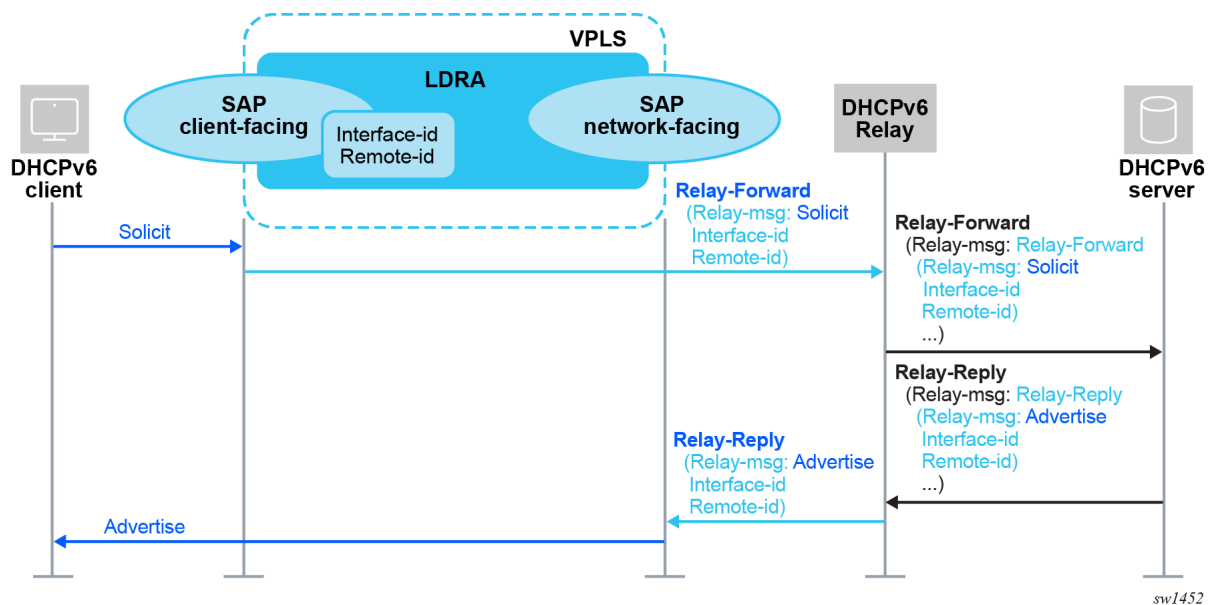 VPLS
LDRA
SAP
client-facing
Interface-id
Remote-id
SAP
network-facing
DHCPv6
client
DHCPv6
Relay
DHCPv6
server
Solicit
Relay-Forward
(Relay-msg: Solicit
Interface-id
Remote-id)
Relay-Forward
(Relay-msg: Relay-Forward
(Relay-msg: Solicit
Interface-id
Remote-id)
...)
Relay-Reply
(Relay-msg: Relay-Reply
(Relay-msg: Advertise
Interface-id
Remote-id)
...)
Relay-Reply
(Relay-msg: Advertise
Interface-id
Remote-id)
Advertise
sw1452